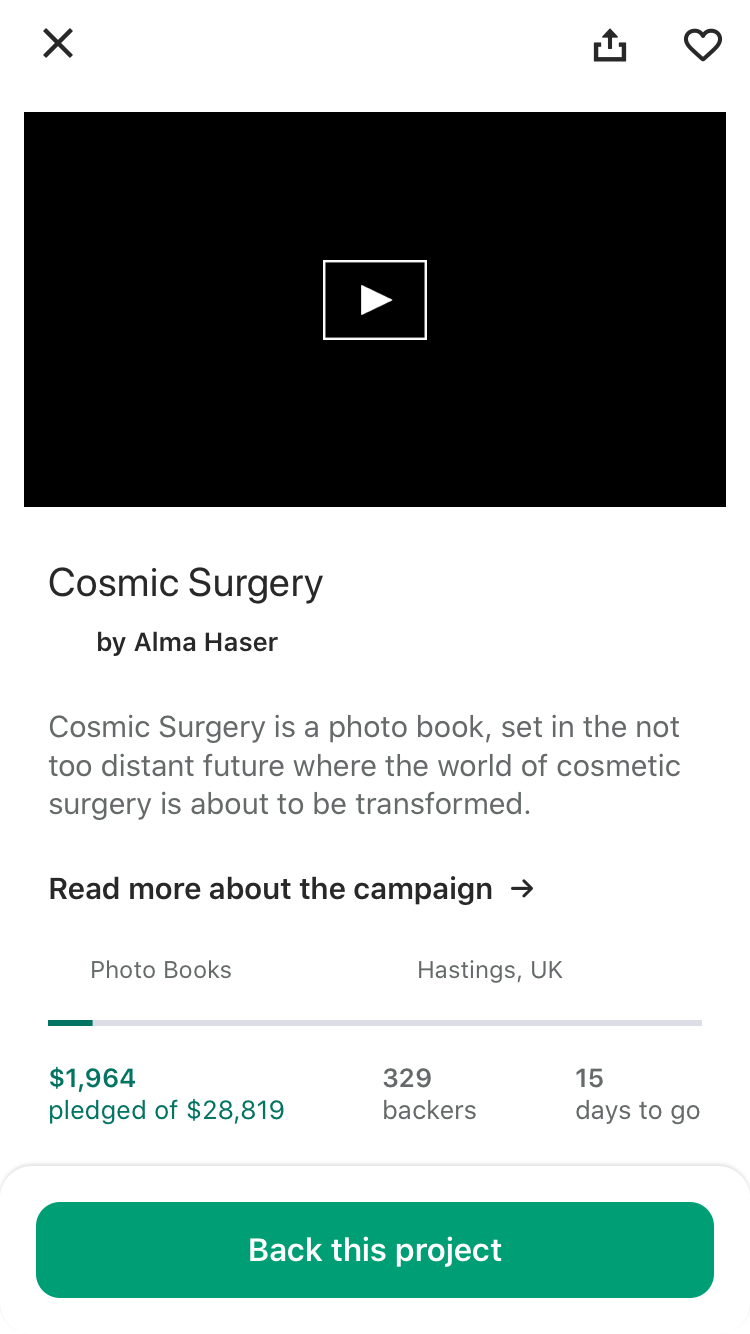 Cosmic Surgery
by Alma Haser
Cosmic Surgery is a photo book, set in the not
too distant future where the world of cosmetic
surgery is about to be transformed.
Read more about the campaign →
Photo Books
Hastings, UK
$1,964
pledged of $28,819
329
backers
15
days to go
Back this project